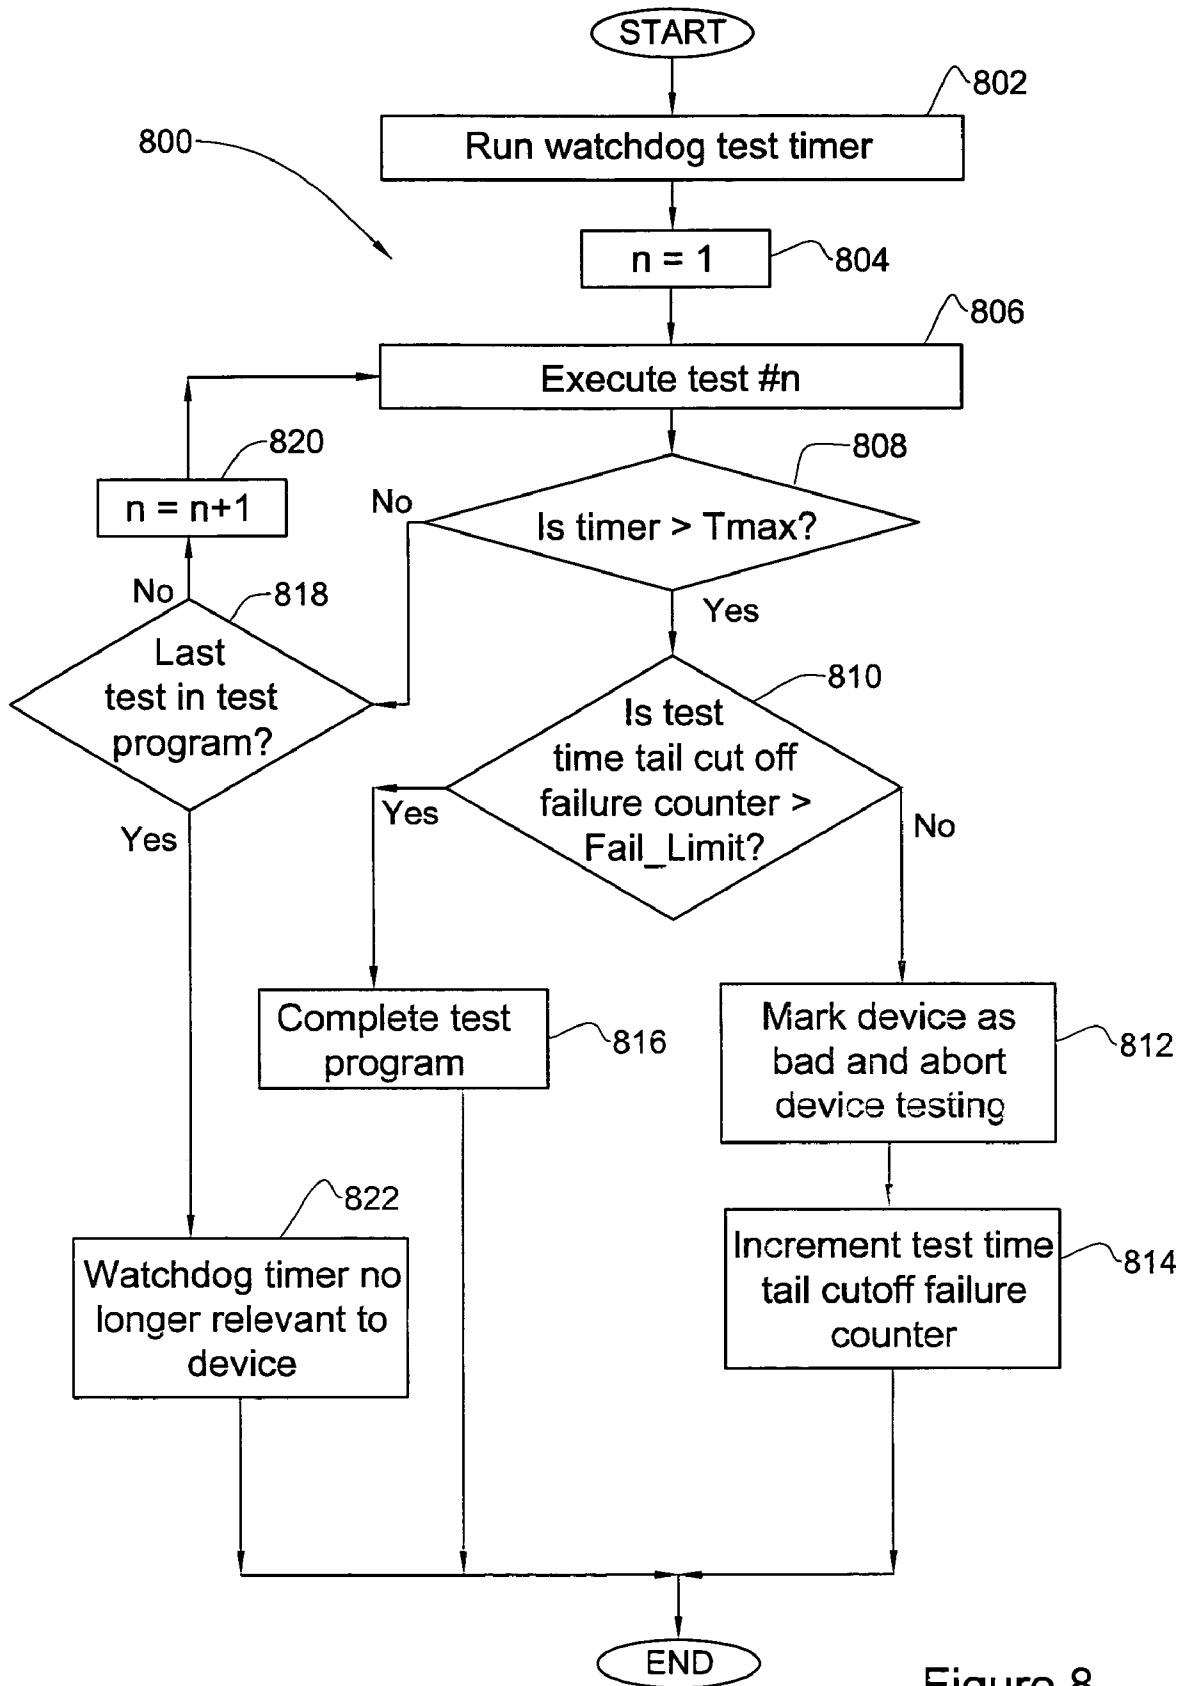 START
802
Run watchdog test timer
800
n = 1
804
806
Execute test #n
820
808
n = n+1
No
Is timer > Tmax?
No
818
Yes
Last
test in test
program?
810
Is test
time tail cut off
failure counter >
Fail_Limit?
Yes
Yes
No
Complete test
program
816
Mark device as
bad and abort
device testing
812
822
Watchdog timer no
longer relevant to
device
Increment test time
tail cutoff failure
counter
814
END
Figure 8